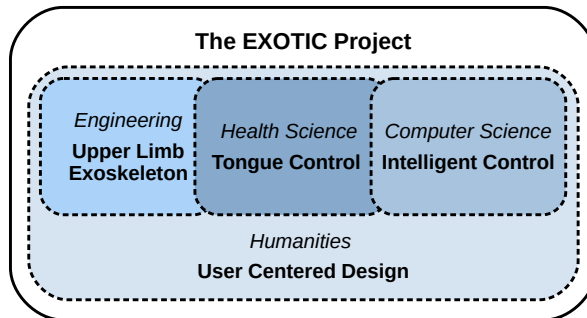 The EXOTIC Project
Engineering
Upper Limb
Exoskeleton
Health Science
Tongue Control
Computer Science
Intelligent Control
Humanities
User Centered Design